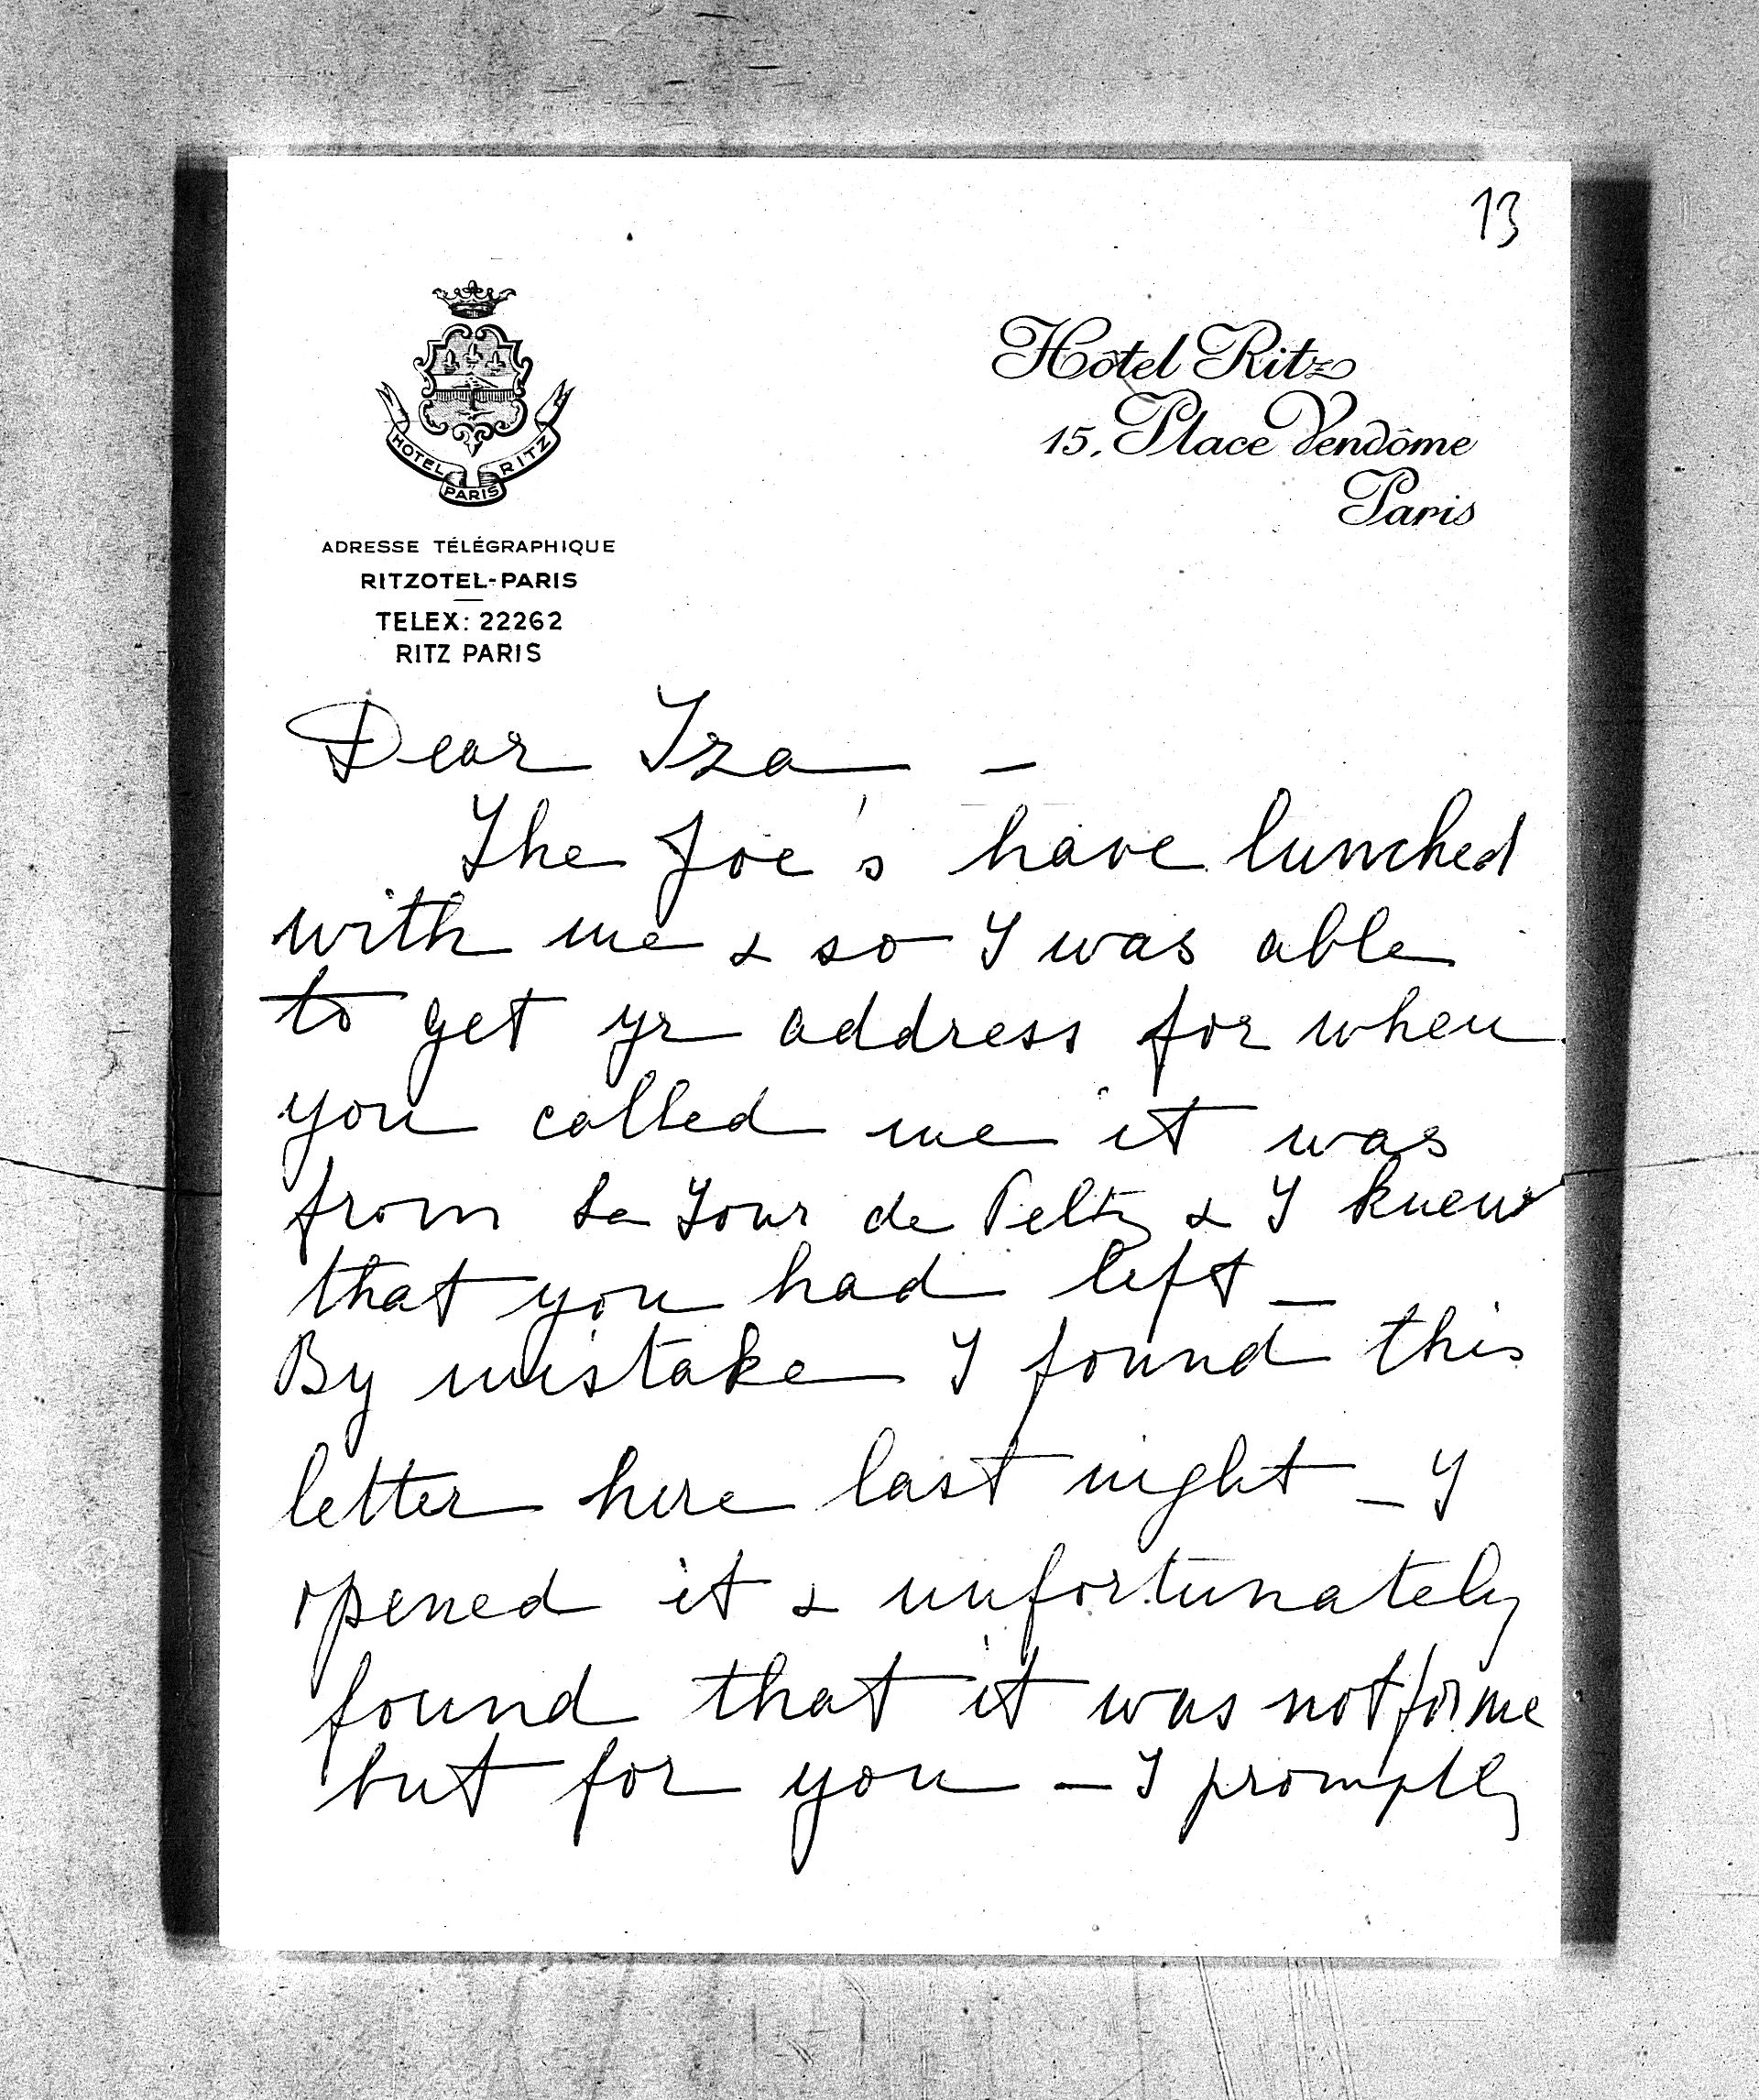 13
HOTEL RITZ
PARIS
Hôtel Ritz
15, Place Vendôme
Paris
ADRESSE TÉLÉGRAPHIQUE
RITZOTEL-PARIS
TELEX: 22262
RITZ PARIS
Dear Iza —
The Joe's have lunched
with me & so I was able
to get yr address for when
you called me it was
from La Tour de Peltz & I knew
that you had left —
By mistake I found this
letter here last night — I
opened it & unfortunately
found that it was not for me
but for you — I promptly